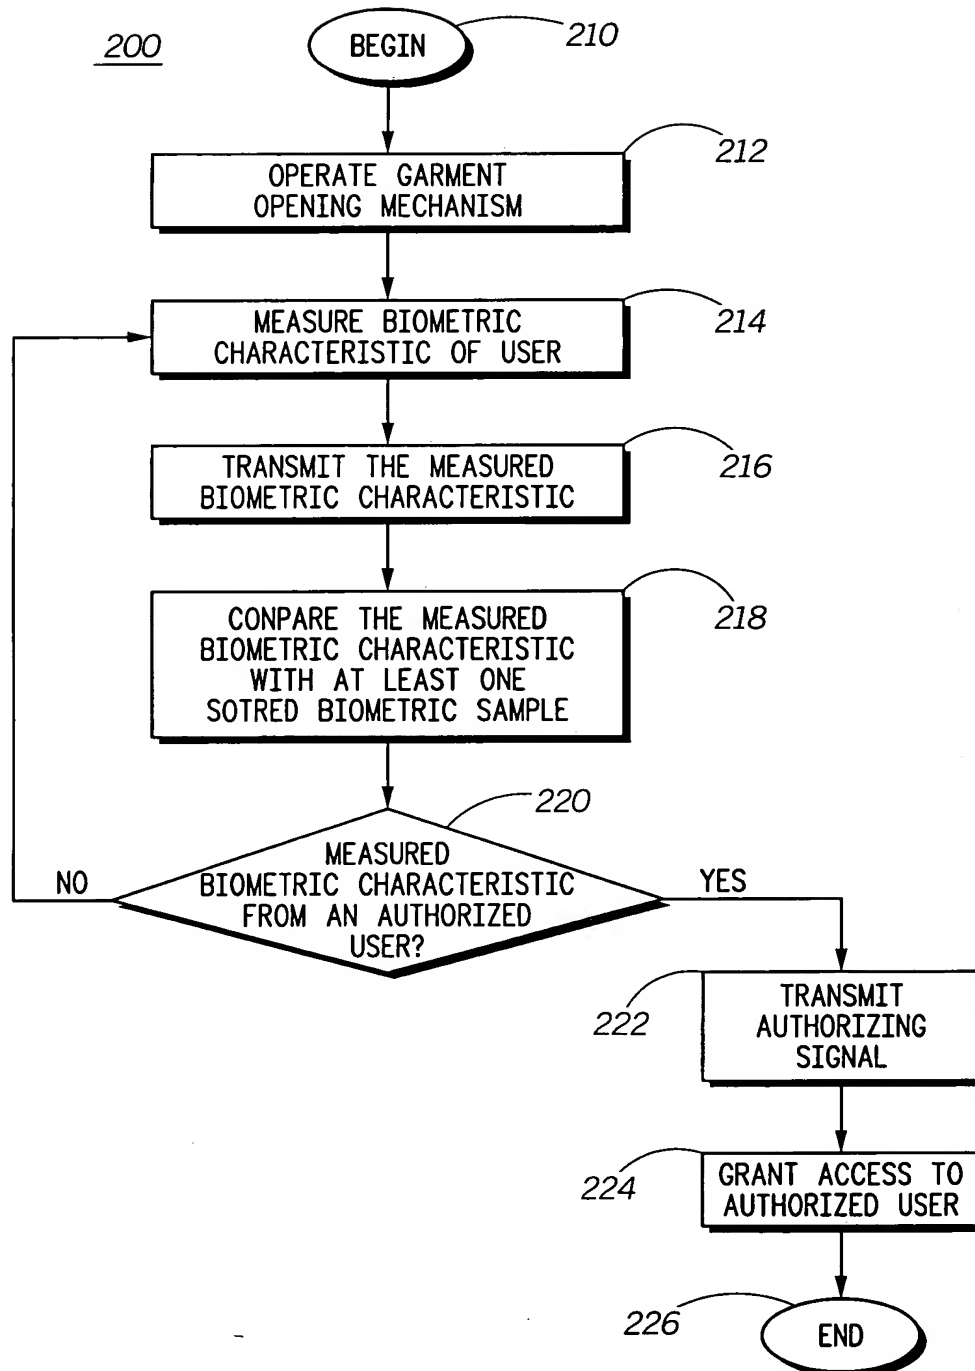 200
BEGIN
210
212
OPERATE GARMENT
OPENING MECHANISM
214
MEASURE BIOMETRIC
CHARACTERISTIC OF USER
216
TRANSMIT THE MEASURED
BIOMETRIC CHARACTERISTIC
218
CONPARE THE MEASURED
BIOMETRIC CHARACTERISTIC
WITH AT LEAST ONE
SOTRED BIOMETRIC SAMPLE
220
MEASURED
BIOMETRIC CHARACTERISTIC
FROM AN AUTHORIZED
USER?
NO
YES
222
TRANSMIT
AUTHORIZING
SIGNAL
224
GRANT ACCESS TO
AUTHORIZED USER
226
END